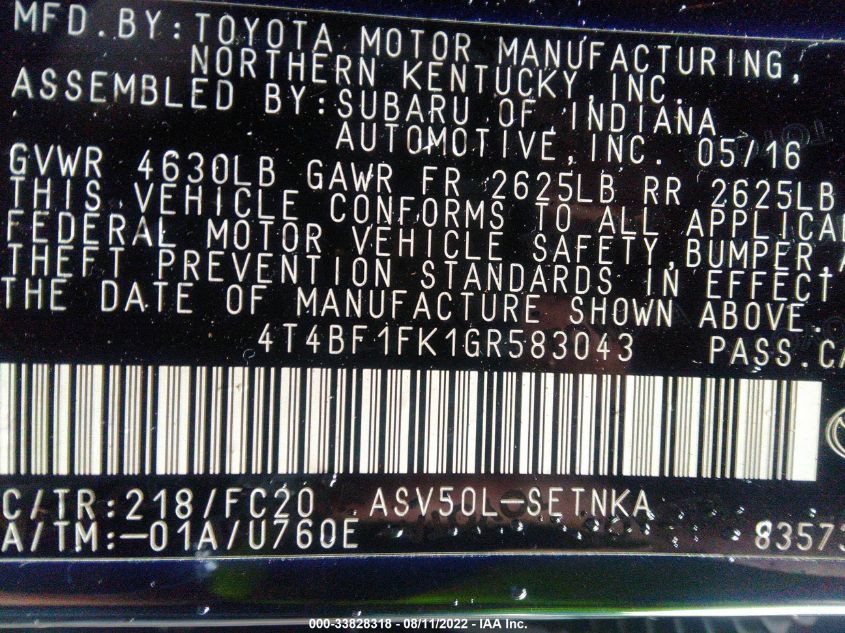 MFD.BY:TOYOTA MOTOR MANUFACTURING,
NORTHERN KENTUCKY,INC.
ASSEMBLED BY:SUBARU OF INDIANA
AUTOMOTIVE,INC. 05/16
GVWR 4630LB GAWR FR 2625LB RR 2625LB
THIS VEHICLE CONFORMS TO ALL APPLICA
FEDERAL MOTOR VEHICLE SAFETY,BUMPER,A
THEFT PREVENTION STANDARDS IN EFFECT
THE DATE OF MANUFACTURE SHOWN ABOVE.
4T4BF1FK1GR583043 PASS.CA
C/TR:218/FC20 ASV50L-SETNKA
A/TM:-01A/U760E 83573
000-33828318 - 08/11/2022 - IAA Inc.